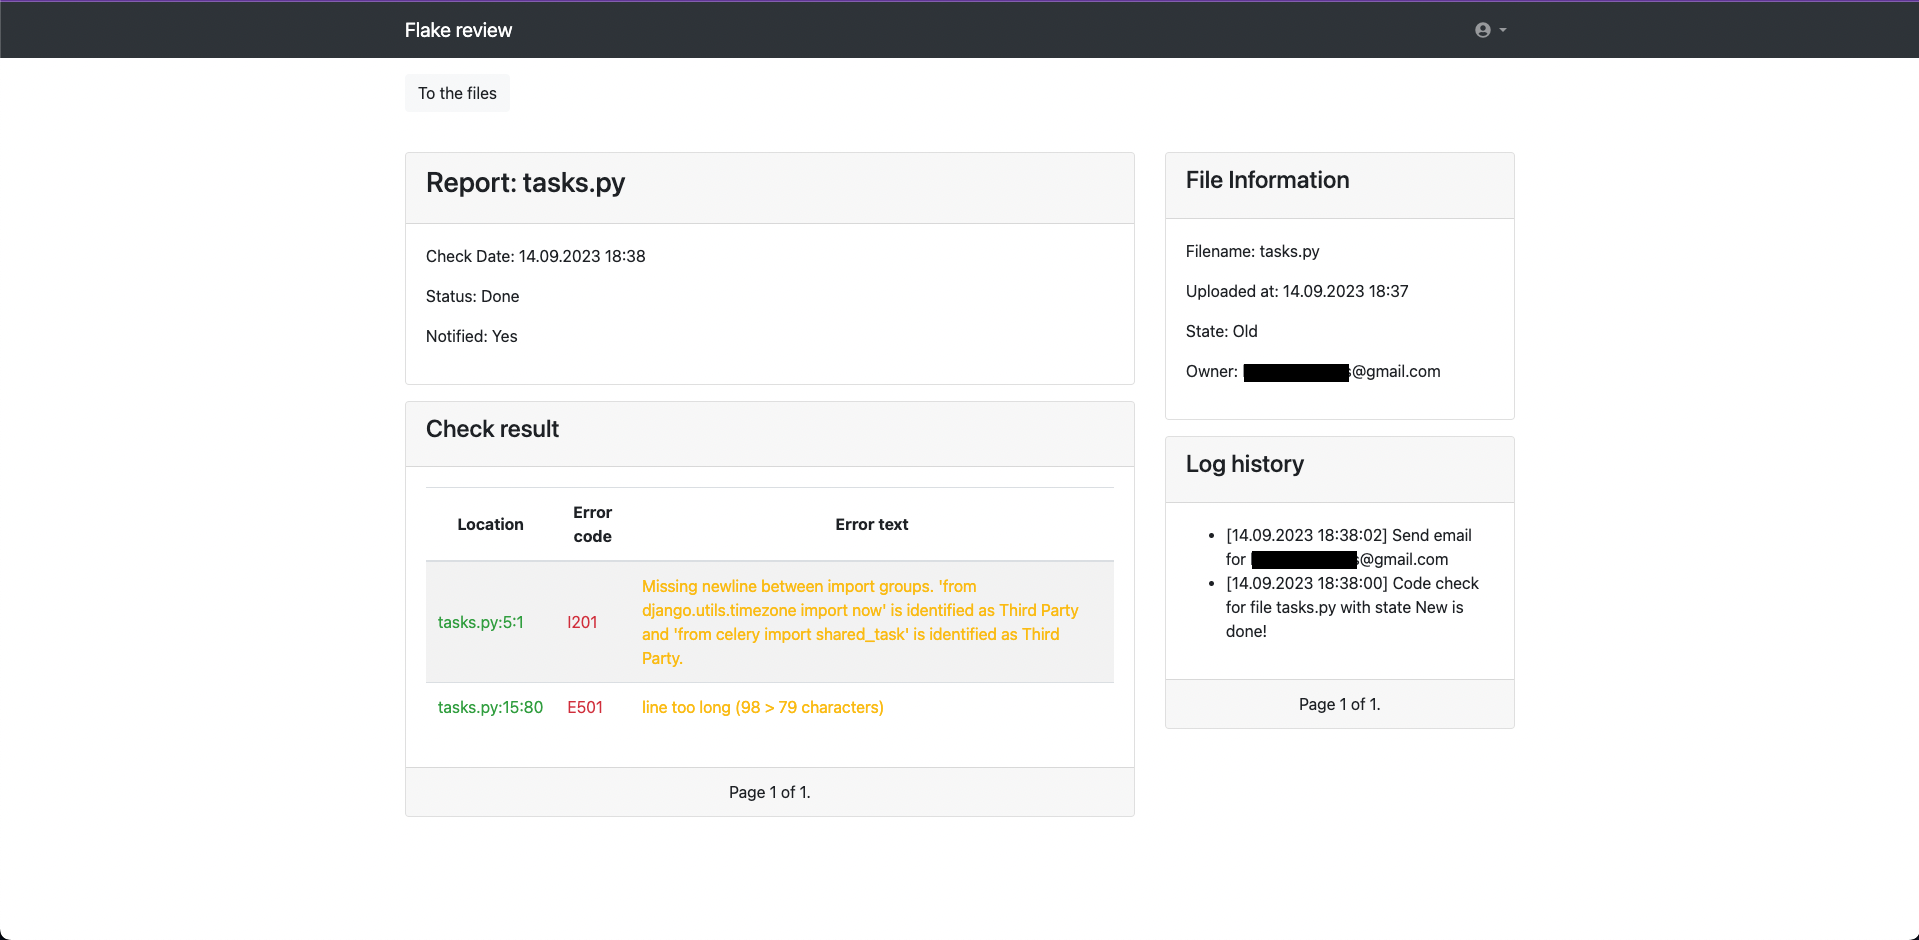 Flake review
To the files
Report: tasks.py
Check Date: 14.09.2023 18:38
Status: Done
Notified: Yes
Check result
Location
Error
code
Error text
tasks.py:5:1
I201
Missing newline between import groups. 'from
django.utils.timezone import now' is identified as Third Party
and 'from celery import shared_task' is identified as Third
Party.
tasks.py:15:80
E501
line too long (98 > 79 characters)
Page 1 of 1.
File Information
Filename: tasks.py
Uploaded at: 14.09.2023 18:37
State: Old
Owner: @gmail.com
Log history
[14.09.2023 18:38:02] Send email
for @gmail.com
[14.09.2023 18:38:00] Code check
for file tasks.py with state New is
done!
Page 1 of 1.